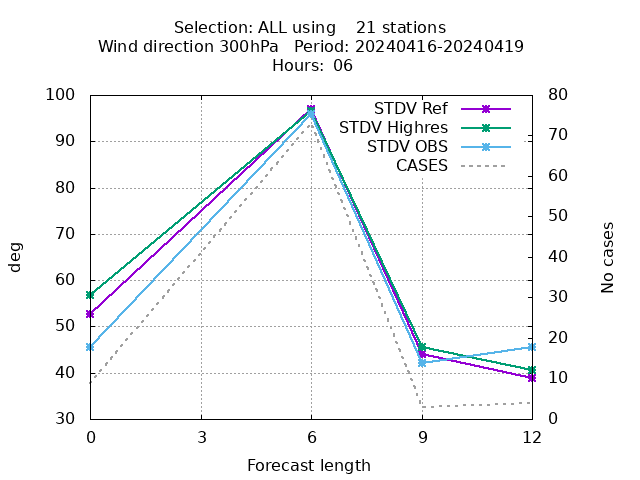 Selection: ALL using    21 stations
Wind direction 300hPa   Period: 20240416-20240419
Hours:  06
100
90
80
70
60
50
40
30
80
70
60
50
40
30
20
10
0
0
3
6
9
12
deg
No cases
Forecast length
STDV Ref
STDV Highres
STDV OBS
CASES